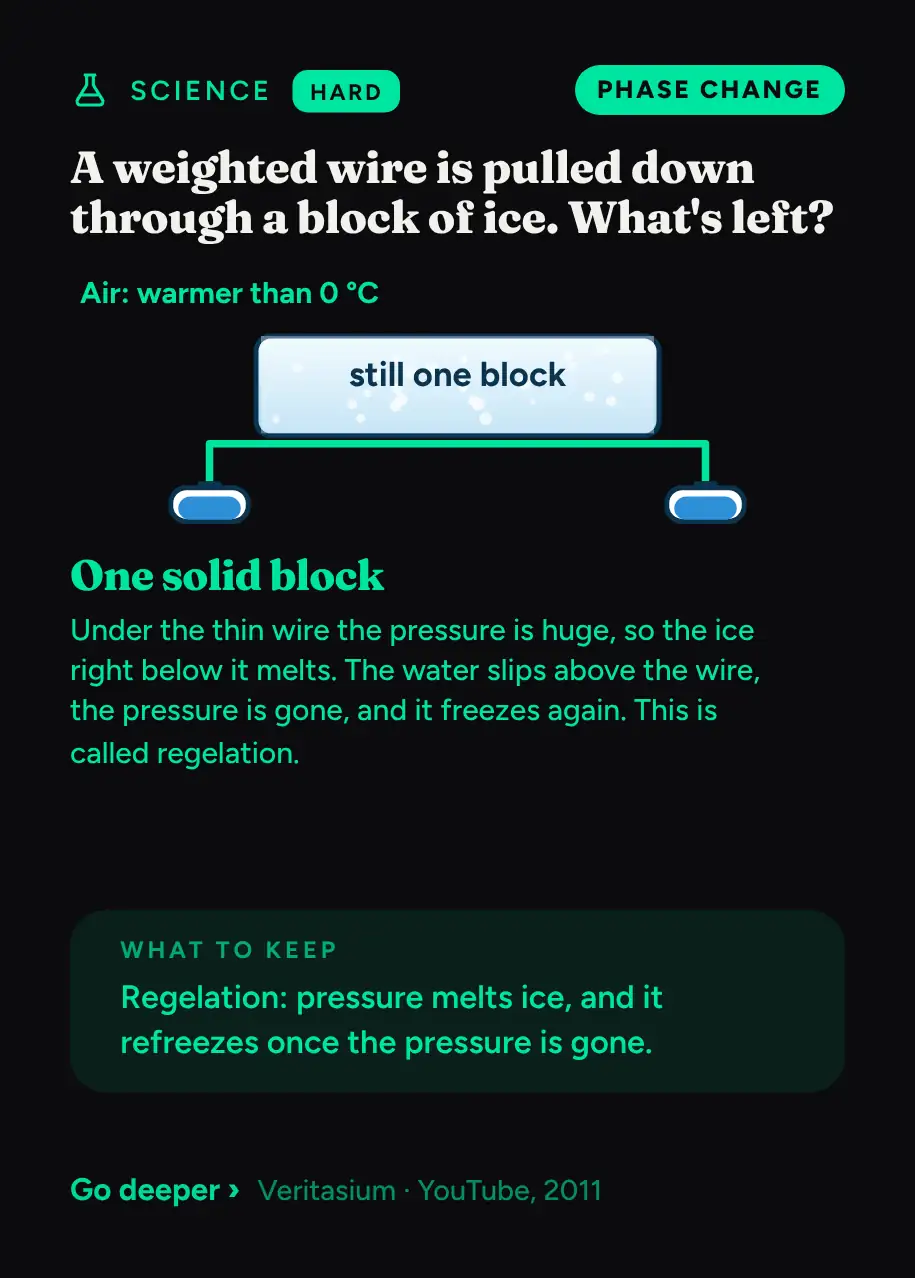 SCIENCE HARD PHASE CHANGE
A weighted wire is pulled down
through a block of ice. What's left?
Air: warmer than 0 °C
still one block
One solid block
Under the thin wire the pressure is huge, so the ice
right below it melts. The water slips above the wire,
the pressure is gone, and it freezes again. This is
called regelation.
WHAT TO KEEP
Regelation: pressure melts ice, and it
refreezes once the pressure is gone.
Go deeper › Veritasium · YouTube, 2011